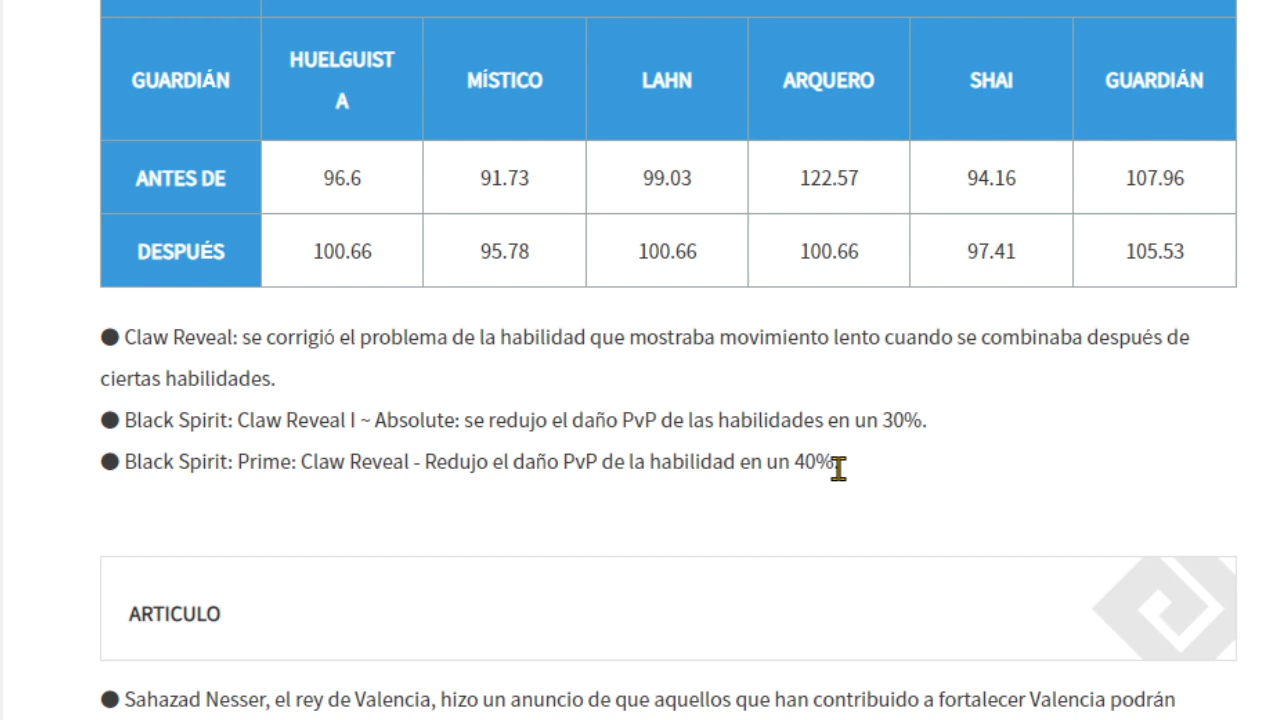 GUARDIÁN HUELGUIST
A MÍSTICO LAHN ARQUERO SHAI GUARDIÁN
ANTES DE 96.6 91.73 99.03 122.57 94.16 107.96
DESPUÉS 100.66 95.78 100.66 100.66 97.41 105.53
● Claw Reveal: se corrigió el problema de la habilidad que mostraba movimiento lento cuando se combinaba después de
ciertas habilidades.
● Black Spirit: Claw Reveal I ~ Absolute: se redujo el daño PvP de las habilidades en un 30%.
● Black Spirit: Prime: Claw Reveal - Redujo el daño PvP de la habilidad en un 40%.
ARTICULO
● Sahazad Nesser, el rey de Valencia, hizo un anuncio de que aquellos que han contribuido a fortalecer Valencia podrán